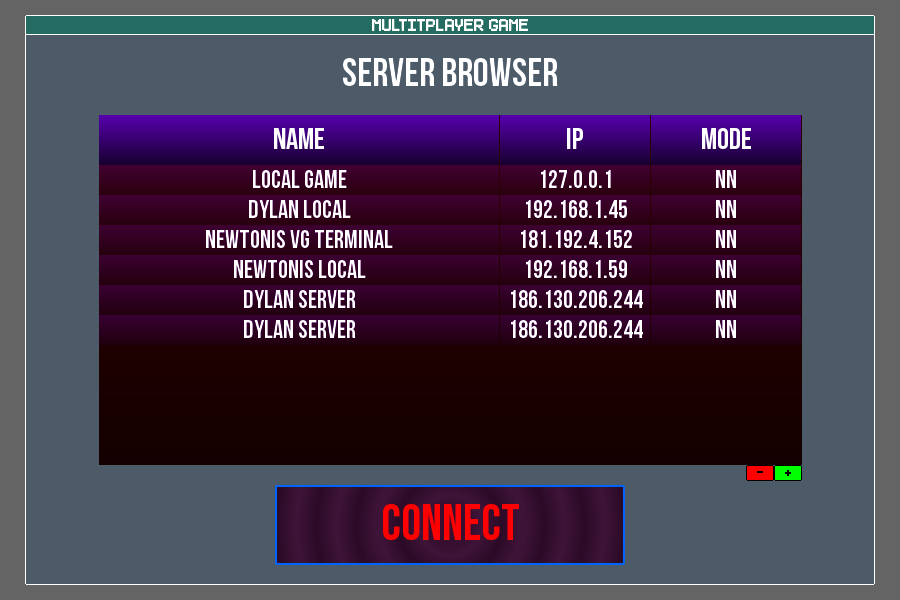 MULTITPLAYER GAME
SERVER BROWSER
NAME IP MODE
LOCAL GAME 127.0.0.1 NN
DYLAN LOCAL 192.168.1.45 NN
NEWTONIS VG TERMINAL 181.192.4.152 NN
NEWTONIS LOCAL 192.168.1.59 NN
DYLAN SERVER 186.130.206.244 NN
DYLAN SERVER 186.130.206.244 NN
- +
CONNECT